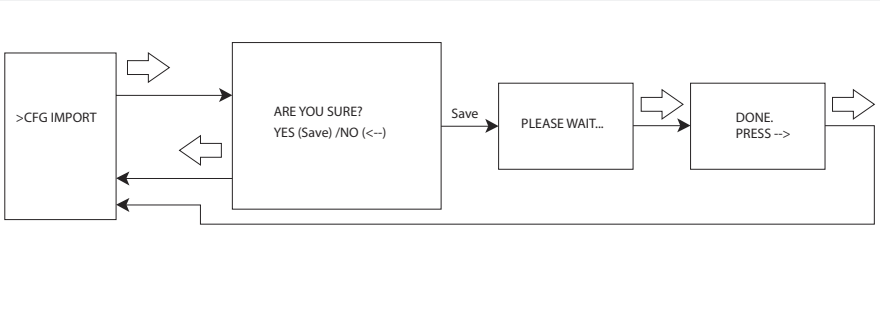 >CFG IMPORT
ARE YOU SURE?
YES (Save) /NO (<--)
Save
PLEASE WAIT...
DONE.
PRESS -->